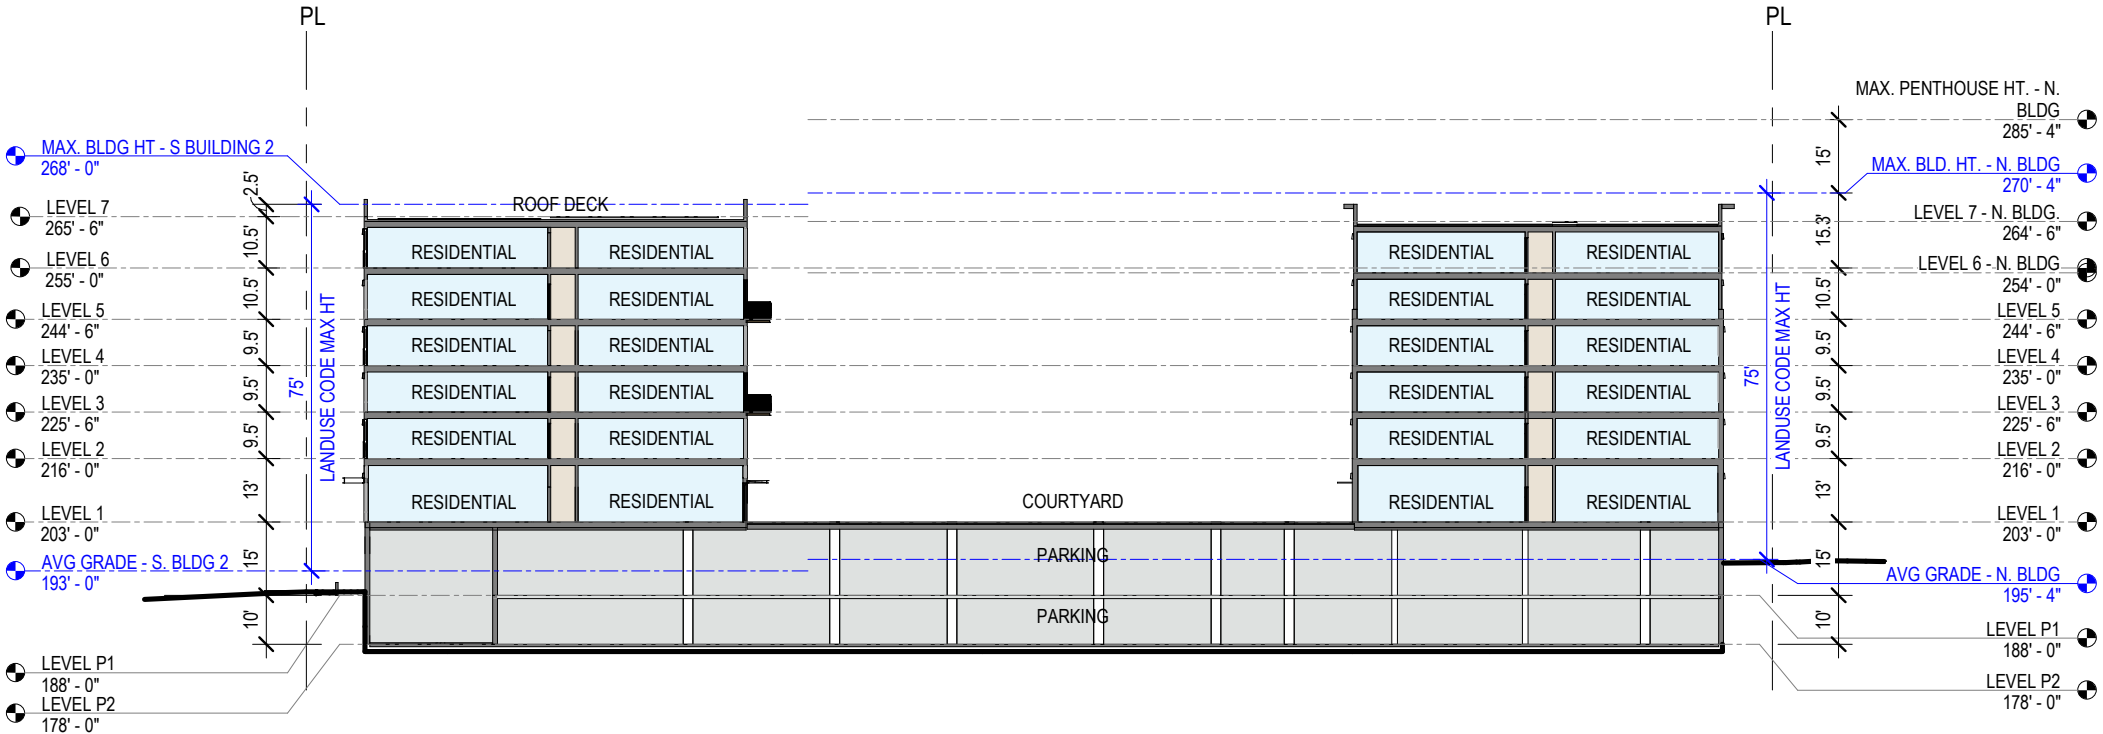 PL
PL
MAX. PENTHOUSE HT. - N.
BLDG
285' - 4"
MAX. BLDG HT - S BUILDING 2
268' - 0"
LEVEL 7
265' - 6"
LEVEL 6
255' - 0"
LEVEL 5
244' - 6"
LEVEL 4
235' - 0"
LEVEL 3
225' - 6"
LEVEL 2
216' - 0"
LEVEL 1
203' - 0"
AVG GRADE - S. BLDG 2
193' - 0"
LEVEL P1
188' - 0"
LEVEL P2
178' - 0"
2.5'
10.5'
10.5'
9.5'
9.5'
9.5'
13'
15'
10'
75'
LANDUSE CODE MAX HT
ROOF DECK
RESIDENTIAL RESIDENTIAL
RESIDENTIAL RESIDENTIAL
RESIDENTIAL RESIDENTIAL
RESIDENTIAL RESIDENTIAL
RESIDENTIAL RESIDENTIAL
RESIDENTIAL RESIDENTIAL
COURTYARD
PARKING
PARKING
RESIDENTIAL RESIDENTIAL
RESIDENTIAL RESIDENTIAL
RESIDENTIAL RESIDENTIAL
RESIDENTIAL RESIDENTIAL
RESIDENTIAL RESIDENTIAL
RESIDENTIAL RESIDENTIAL
75'
LANDUSE CODE MAX HT
15'
15.3'
10.5'
9.5'
9.5'
9.5'
13'
15'
10'
MAX. BLD. HT. - N. BLDG
270' - 4"
LEVEL 7 - N. BLDG.
264' - 6"
LEVEL 6 - N. BLDG
254' - 0"
LEVEL 5
244' - 6"
LEVEL 4
235' - 0"
LEVEL 3
225' - 6"
LEVEL 2
216' - 0"
LEVEL 1
203' - 0"
AVG GRADE - N. BLDG
195' - 4"
LEVEL P1
188' - 0"
LEVEL P2
178' - 0"